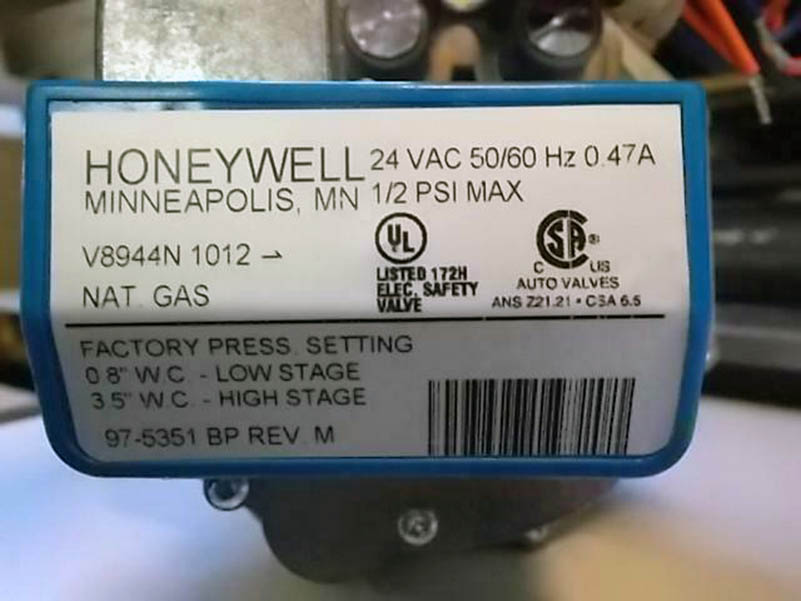 HONEYWELL 24 VAC 50/60 Hz 0.47A
MINNEAPOLIS, MN 1/2 PSI MAX
V8944N 1012 ⇀
NAT. GAS
UL
LISTED 172H
ELEC. SAFETY
VALVE
SA ®
C US
AUTO VALVES
ANS Z21.21 • CSA 6.5
FACTORY PRESS. SETTING
0.8" W.C. - LOW STAGE
3.5" W.C. - HIGH STAGE
97-5351 BP REV. M